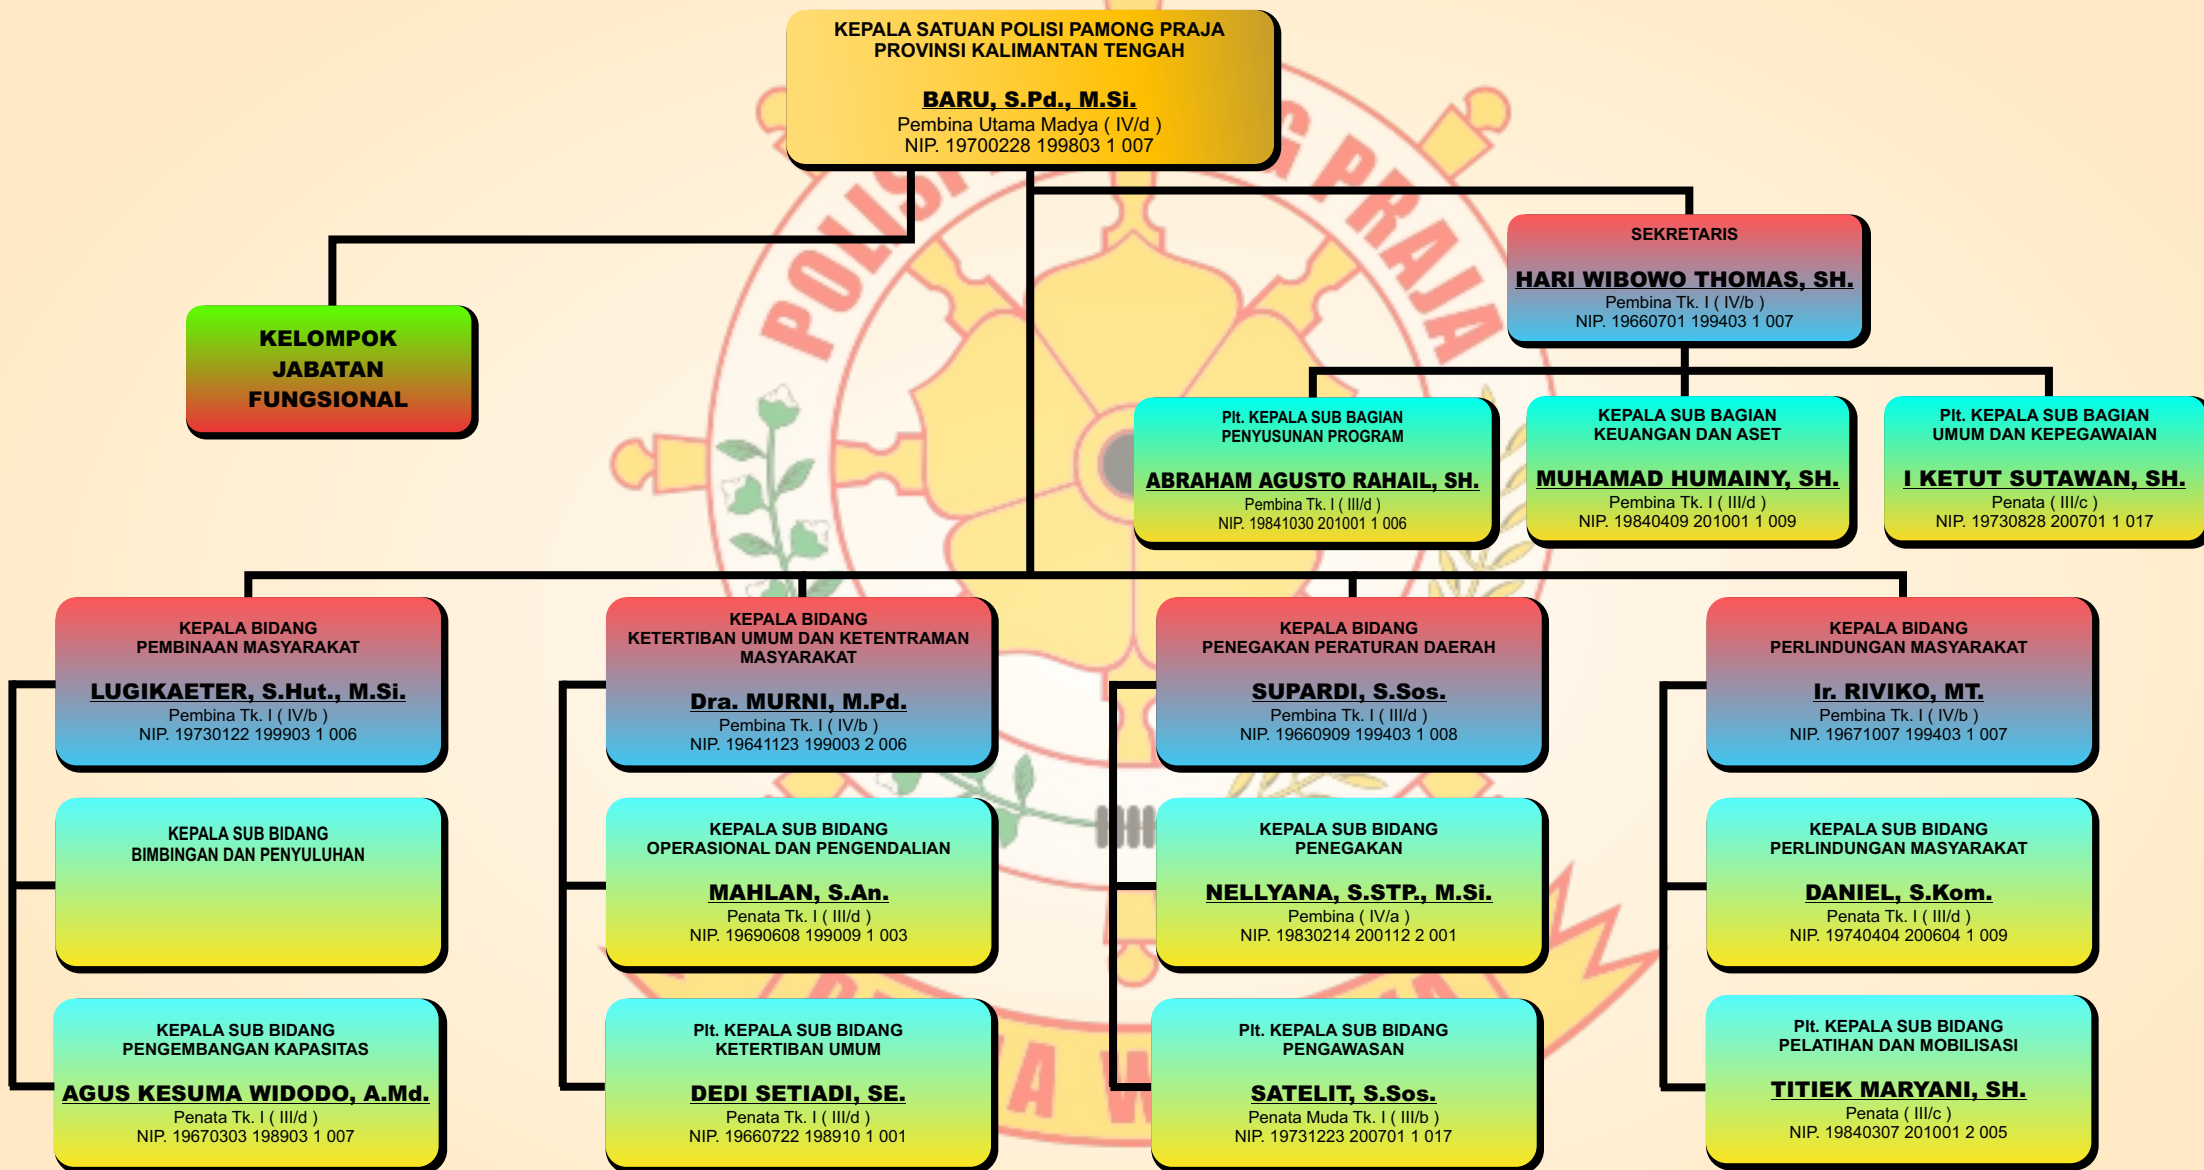 KEPALA SATUAN POLISI PAMONG PRAJA
PROVINSI KALIMANTAN TENGAH
BARU, S.Pd., M.Si.
Pembina Utama Madya ( IV/d )
NIP. 19700228 199803 1 007
SEKRETARIS
HARI WIBOWO THOMAS, SH.
Pembina Tk. I ( IV/b )
NIP. 19660701 199403 1 007
KELOMPOK
JABATAN
FUNGSIONAL
Plt. KEPALA SUB BAGIAN
PENYUSUNAN PROGRAM
ABRAHAM AGUSTO RAHAIL, SH.
Pembina Tk. I ( III/d )
NIP. 19841030 201001 1 006
KEPALA SUB BAGIAN
KEUANGAN DAN ASET
MUHAMAD HUMAINY, SH.
Pembina Tk. I ( III/d )
NIP. 19840409 201001 1 009
Plt. KEPALA SUB BAGIAN
UMUM DAN KEPEGAWAIAN
I KETUT SUTAWAN, SH.
Penata ( III/c )
NIP. 19730828 200701 1 017
KEPALA BIDANG
PEMBINAAN MASYARAKAT
LUGIKAETER, S.Hut., M.Si.
Pembina Tk. I ( IV/b )
NIP. 19730122 199903 1 006
KEPALA BIDANG
KETERTIBAN UMUM DAN KETENTRAMAN
MASYARAKAT
Dra. MURNI, M.Pd.
Pembina Tk. I ( IV/b )
NIP. 19641123 199003 2 006
KEPALA BIDANG
PENEGAKAN PERATURAN DAERAH
SUPARDI, S.Sos.
Pembina Tk. I ( III/d )
NIP. 19660909 199403 1 008
KEPALA BIDANG
PERLINDUNGAN MASYARAKAT
Ir. RIVIKO, MT.
Pembina Tk. I ( IV/b )
NIP. 19671007 199403 1 007
KEPALA SUB BIDANG
BIMBINGAN DAN PENYULUHAN
KEPALA SUB BIDANG
OPERASIONAL DAN PENGENDALIAN
MAHLAN, S.An.
Penata Tk. I ( III/d )
NIP. 19690608 199009 1 003
KEPALA SUB BIDANG
PENEGAKAN
NELLYANA, S.STP., M.Si.
Pembina ( IV/a )
NIP. 19830214 200112 2 001
KEPALA SUB BIDANG
PERLINDUNGAN MASYARAKAT
DANIEL, S.Kom.
Penata Tk. I ( III/d )
NIP. 19740404 200604 1 009
KEPALA SUB BIDANG
PENGEMBANGAN KAPASITAS
AGUS KESUMA WIDODO, A.Md.
Penata Tk. I ( III/d )
NIP. 19670303 198903 1 007
Plt. KEPALA SUB BIDANG
KETERTIBAN UMUM
DEDI SETIADI, SE.
Penata Tk. I ( III/d )
NIP. 19660722 198910 1 001
Plt. KEPALA SUB BIDANG
PENGAWASAN
SATELIT, S.Sos.
Penata Muda Tk. I ( III/b )
NIP. 19731223 200701 1 017
Plt. KEPALA SUB BIDANG
PELATIHAN DAN MOBILISASI
TITIEK MARYANI, SH.
Penata ( III/c )
NIP. 19840307 201001 2 005
PRAJA